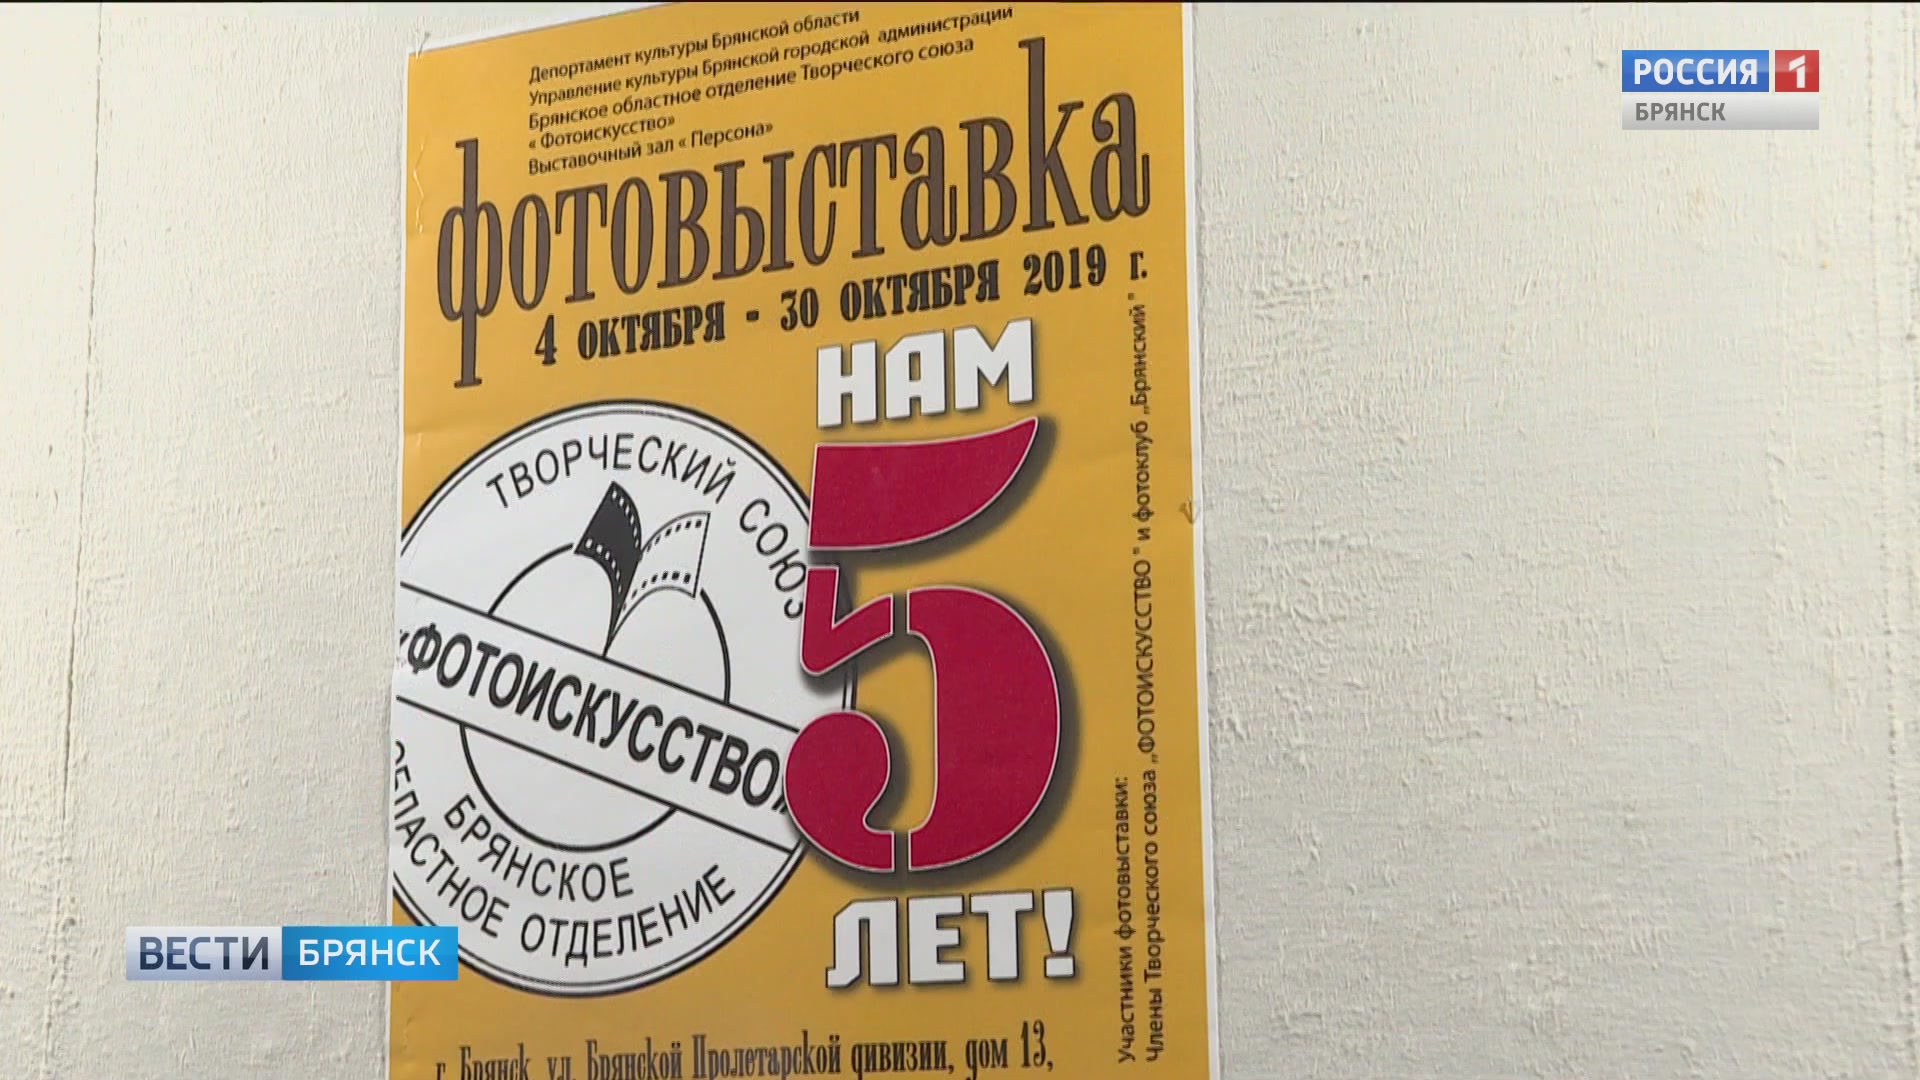 Депортамент культуры Брянской области
Управление культуры Брянской городской администрации
Брянское областное отделение Творческого союза
« Фотоискусство»
Выставочный зал « Персона»
фотовыставка
4 ОКТЯБРЯ - 30 ОКТЯБРЯ 2019 г.
НАМ
5
ЛЕТ!
ТВОРЧЕСКИЙ СОЮЗ
«ФОТОИСКУССТВО»
БРЯНСКОЕ
ОБЛАСТНОЕ ОТДЕЛЕНИЕ
Участники фотовыставки:
Члены Творческого союза „ФОТОИСКУССТВО" и фотоклуб „Брянский"
г. Брянск, ул. Брянской Пролетарской дивизии, дом 13,
РОССИЯ 1
БРЯНСК
ВЕСТИ БРЯНСК